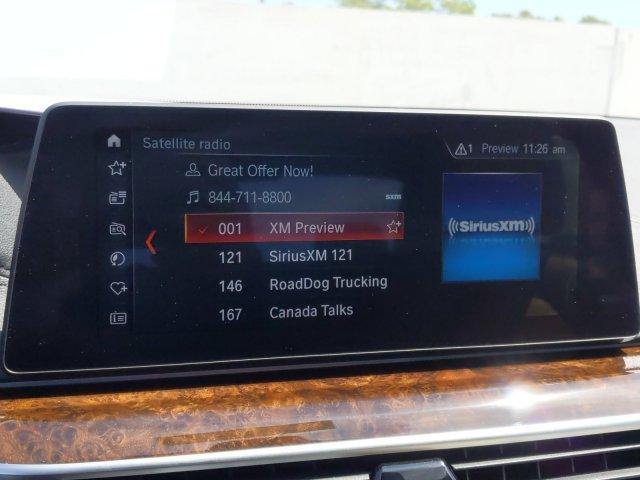 Satellite radio
1 Preview 11:26 am
Great Offer Now!
844-711-8800
sxm
001 XM Preview
121 SiriusXM 121
146 RoadDog Trucking
167 Canada Talks
((SiriusXM))